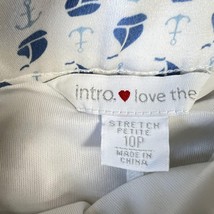 intro.♥love the
STRETCH
PETITE
10P
MADE IN
CHINA